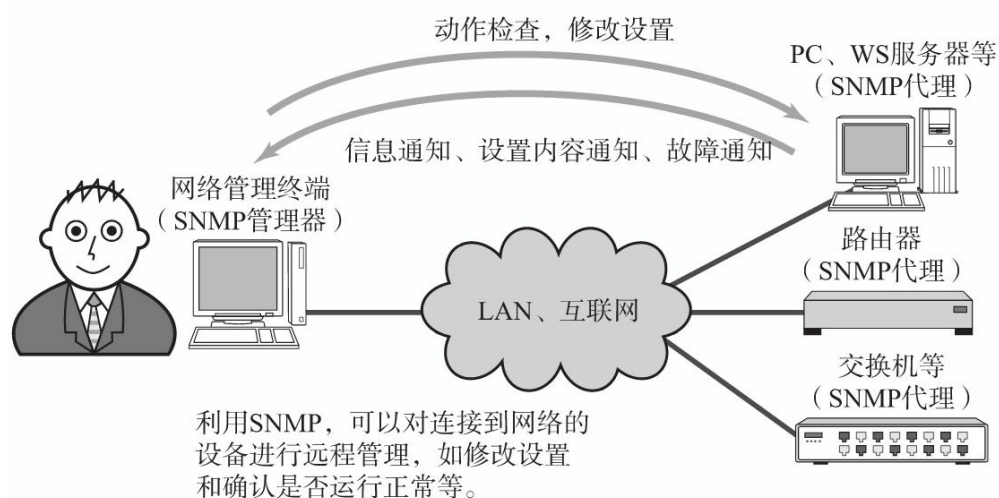 动作检查，修改设置
PC、WS服务器等
（SNMP代理）
信息通知、设置内容通知、故障通知
网络管理终端
（SNMP管理器）
路由器
（SNMP代理）
LAN、互联网
交换机等
（SNMP代理）
利用SNMP，可以对连接到网络的
设备进行远程管理，如修改设置
和确认是否运行正常等。